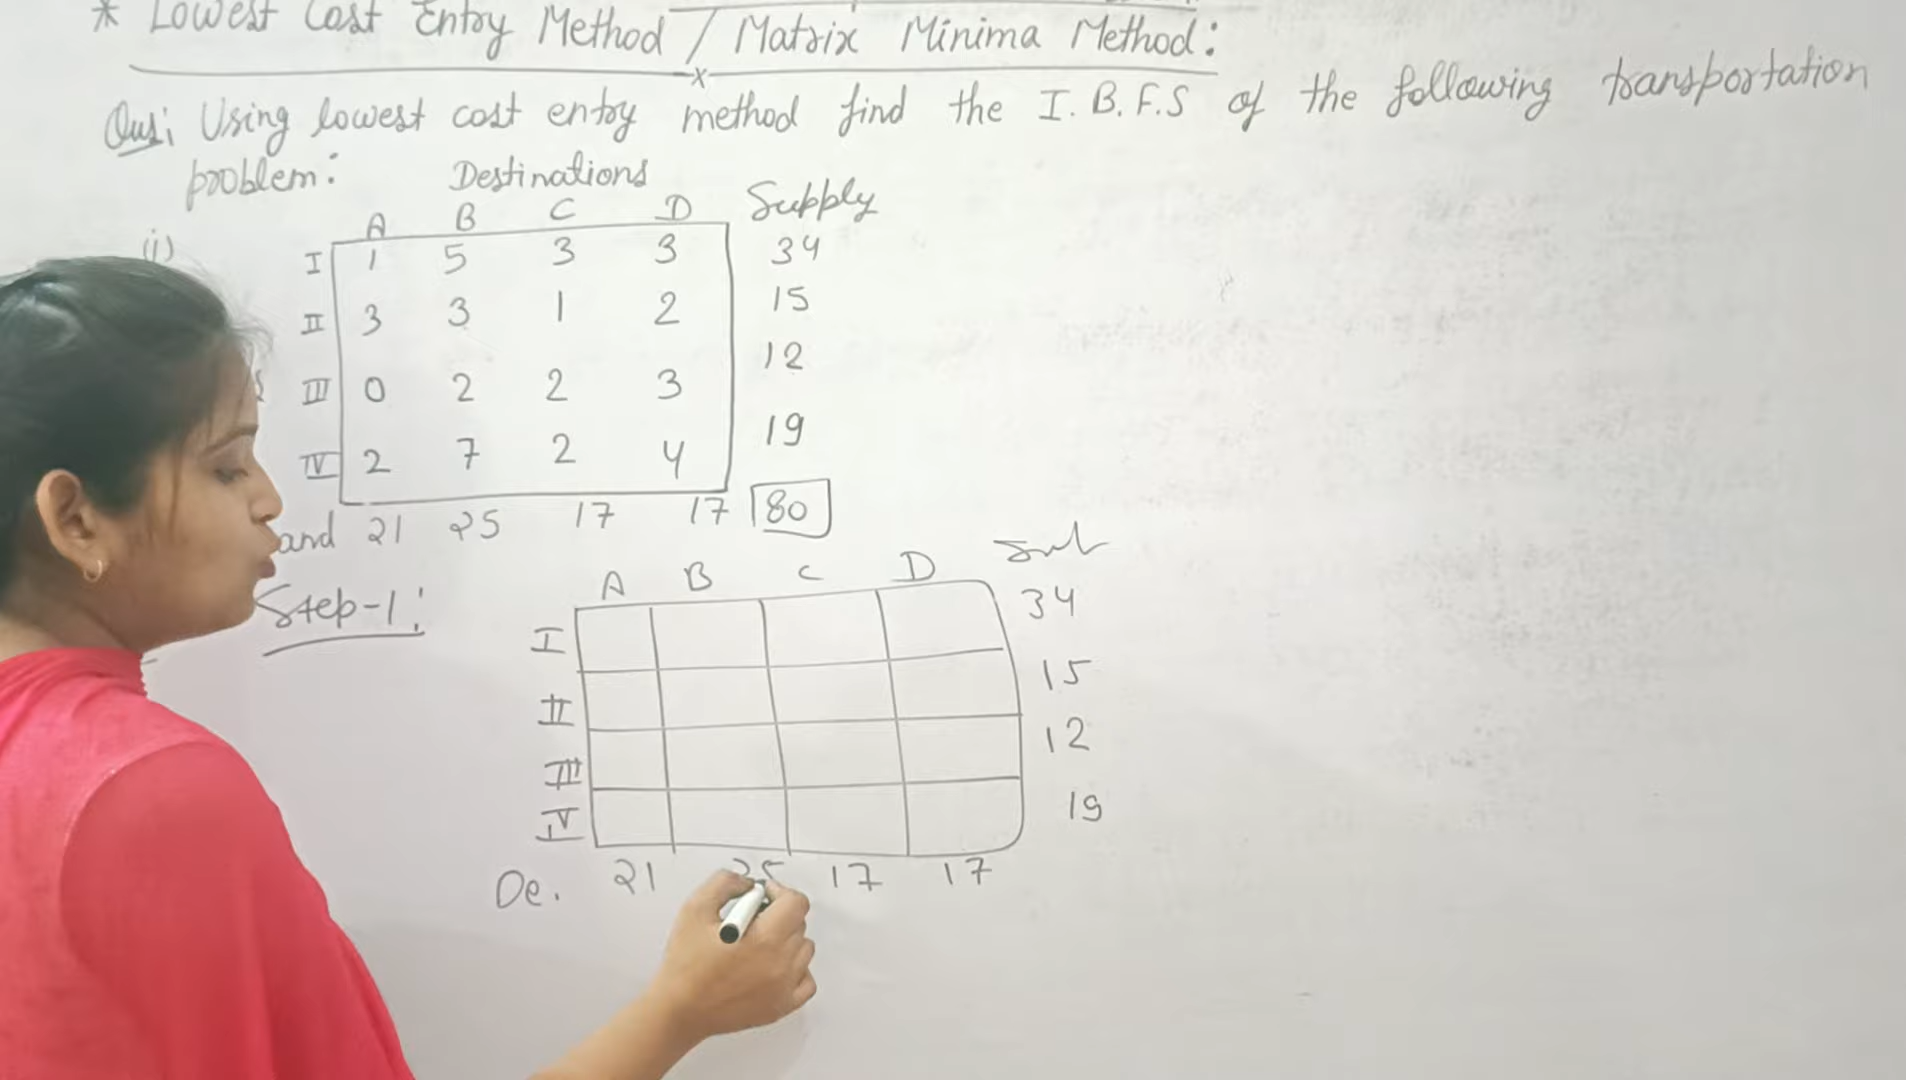 * Lowest Cost Entry Method / Matrix Minima Method:
Ques: Using lowest cost entry method find the I.B.F.S of the following transportation
problem:
Destinations
A B C D Supply
(i)
I 1 5 3 3 34
II 3 3 1 2 15
III 0 2 2 3 12
IV 2 7 2 4 19
and 21 25 17 17 80
Step-1:
A B C D Sup
I 34
II 15
III 12
IV 19
De. 21 25 17 17